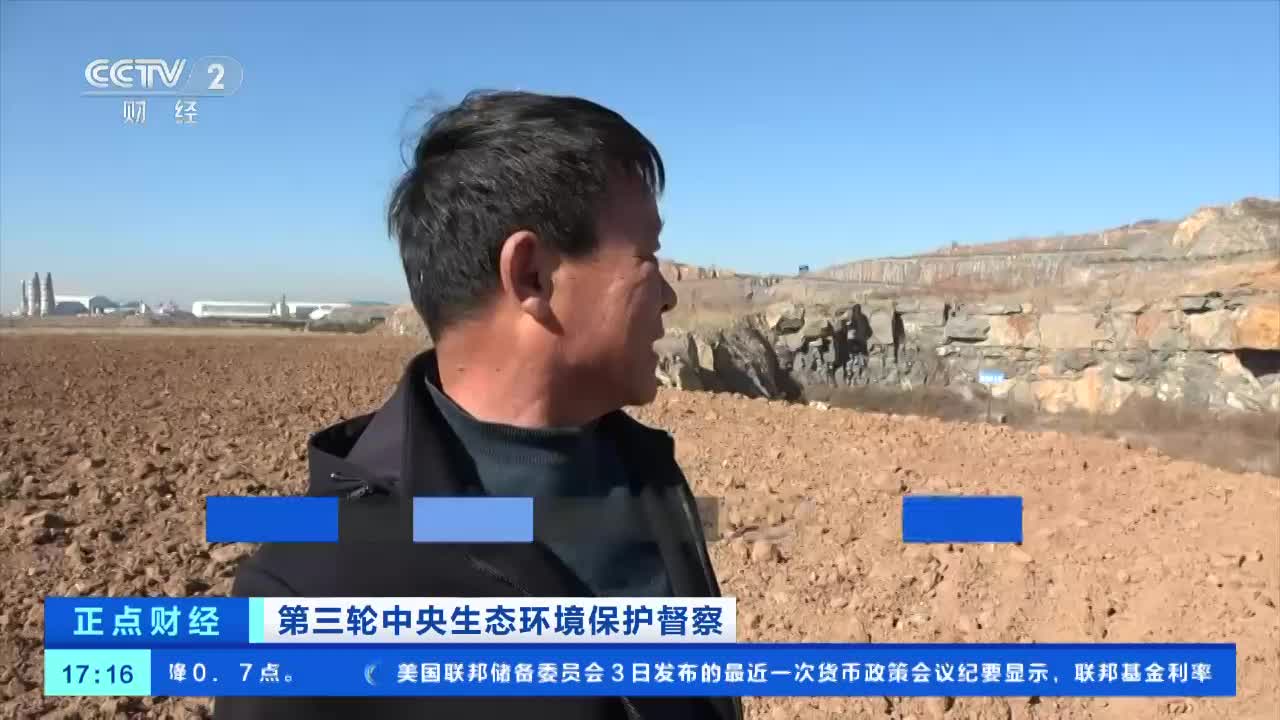 CCTV 2
财 经
正点财经
第三轮中央生态环境保护督察
17:16
降0.7点。
美国联邦储备委员会3日发布的最近一次货币政策会议纪要显示，联邦基金利率